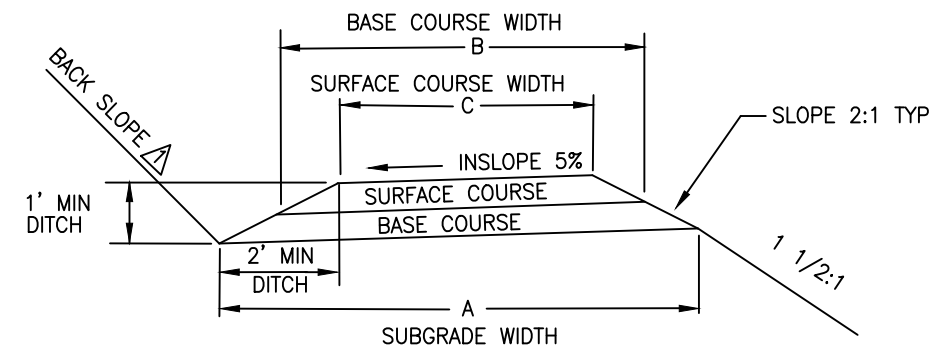 BASE COURSE WIDTH
B
BACK SLOPE 1
SURFACE COURSE WIDTH
C
SLOPE 2:1 TYP
INSLOPE 5%
SURFACE COURSE
1' MIN
DITCH
BASE COURSE
2' MIN
DITCH
1 1/2:1
A
SUBGRADE WIDTH